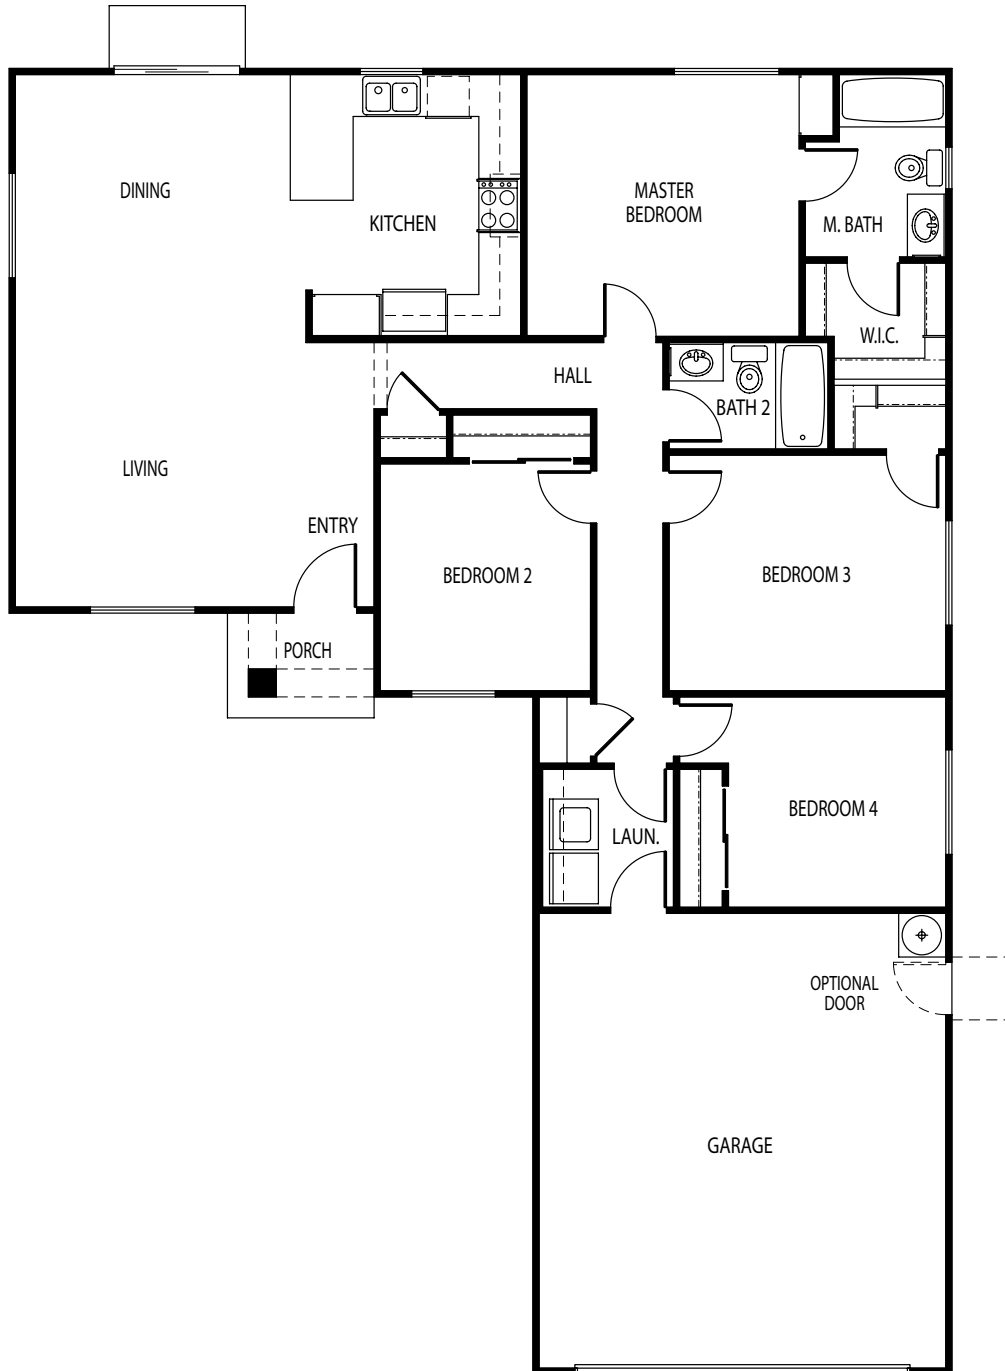 DINING
KITCHEN
MASTER
BEDROOM
M. BATH
W.I.C.
HALL
BATH 2
LIVING
ENTRY
BEDROOM 2
BEDROOM 3
PORCH
LAUN.
BEDROOM 4
OPTIONAL
DOOR
GARAGE